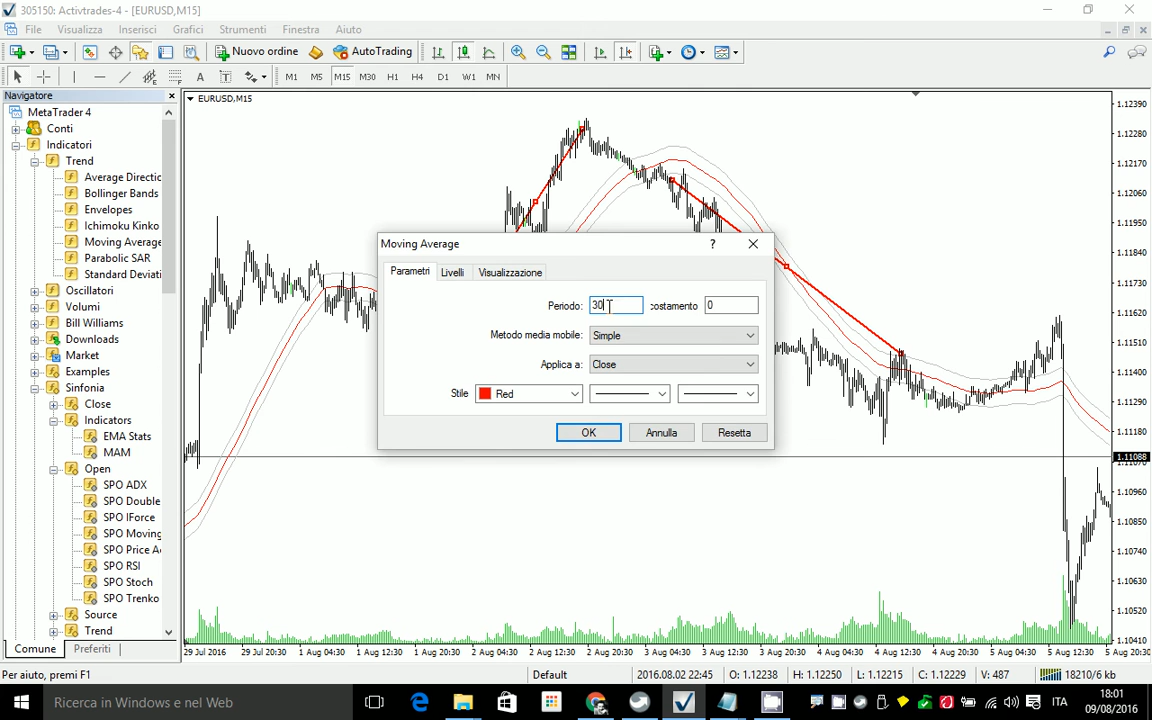 305150: Activtrades-4 - [EURUSD,M15]
File Visualizza Inserisci Grafici Strumenti Finestra Aiuto
Nuovo ordine AutoTrading
A T M1 M5 M15 M30 H1 H4 D1 W1 MN
Navigatore
MetaTrader 4
Conti
Indicatori
Trend
Average Directic
Bollinger Bands
Envelopes
Ichimoku Kinko
Moving Average
Parabolic SAR
Standard Deviati
Oscillatori
Volumi
Bill Williams
Downloads
Market
Examples
Sinfonia
Close
Indicators
EMA Stats
MAM
Open
SPO ADX
SPO Double
SPO IForce
SPO Moving
SPO Price A
SPO RSI
SPO Stoch
SPO Trenko
Source
Trend
Comune Preferiti
EURUSD,M15
Moving Average ?
Parametri Livelli Visualizzazione
Periodo: 30 costamento 0
Metodo media mobile: Simple
Applica a: Close
Stile Red
OK Annulla Resetta
1.12390
1.12280
1.12170
1.12060
1.11950
1.11840
1.11730
1.11620
1.11510
1.11400
1.11290
1.11180
1.11088
1.11070
1.10960
1.10850
1.10740
1.10630
1.10520
1.10410
29 Jul 2016 29 Jul 20:30 1 Aug 04:30 1 Aug 12:30 1 Aug 20:30 2 Aug 04:30 2 Aug 12:30 2 Aug 20:30 3 Aug 04:30 3 Aug 12:30 3 Aug 20:30 4 Aug 04:30 4 Aug 12:30 4 Aug 20:30 5 Aug 04:30 5 Aug 12:30 5 Aug 20:30
Per aiuto, premi F1 Default 2016.08.02 22:45 O: 1.12238 H: 1.12250 L: 1.12215 C: 1.12229 V: 487 18210/6 kb
Ricerca in Windows e nel Web ITA 18:01
09/08/2016